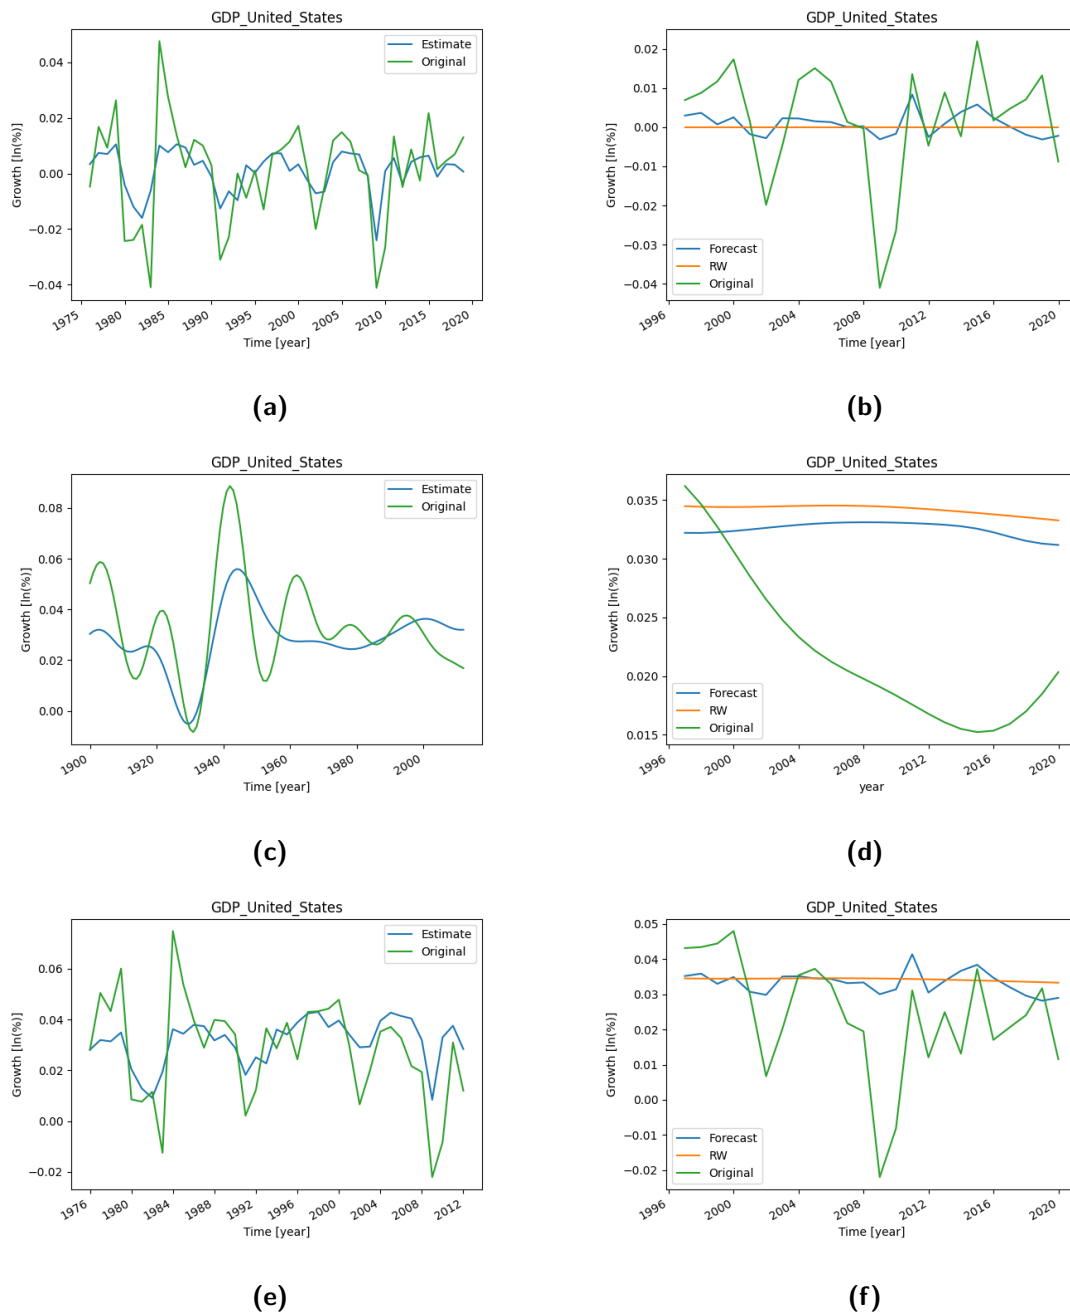 GDP_United_States
Growth [ln(%)]
0.04
0.02
0.00
−0.02
−0.04
Estimate
Original
1975
1980
1985
1990
1995
2000
2005
2010
2015
2020
Time [year]
(a)
GDP_United_States
Growth [ln(%)]
0.02
0.01
0.00
−0.01
−0.02
−0.03
−0.04
Forecast
RW
Original
1996
2000
2004
2008
2012
2016
2020
Time [year]
(b)
GDP_United_States
Growth [ln(%)]
0.08
0.06
0.04
0.02
0.00
Estimate
Original
1900
1920
1940
1960
1980
2000
Time [year]
(c)
GDP_United_States
Growth [ln(%)]
0.035
0.030
0.025
0.020
0.015
Forecast
RW
Original
1996
2000
2004
2008
2012
2016
2020
year
(d)
GDP_United_States
Growth [ln(%)]
0.06
0.04
0.02
0.00
−0.02
Estimate
Original
1976
1980
1984
1988
1992
1996
2000
2004
2008
2012
Time [year]
(e)
GDP_United_States
Growth [ln(%)]
0.05
0.04
0.03
0.02
0.01
0.00
−0.01
−0.02
Forecast
RW
Original
1996
2000
2004
2008
2012
2016
2020
Time [year]
(f)